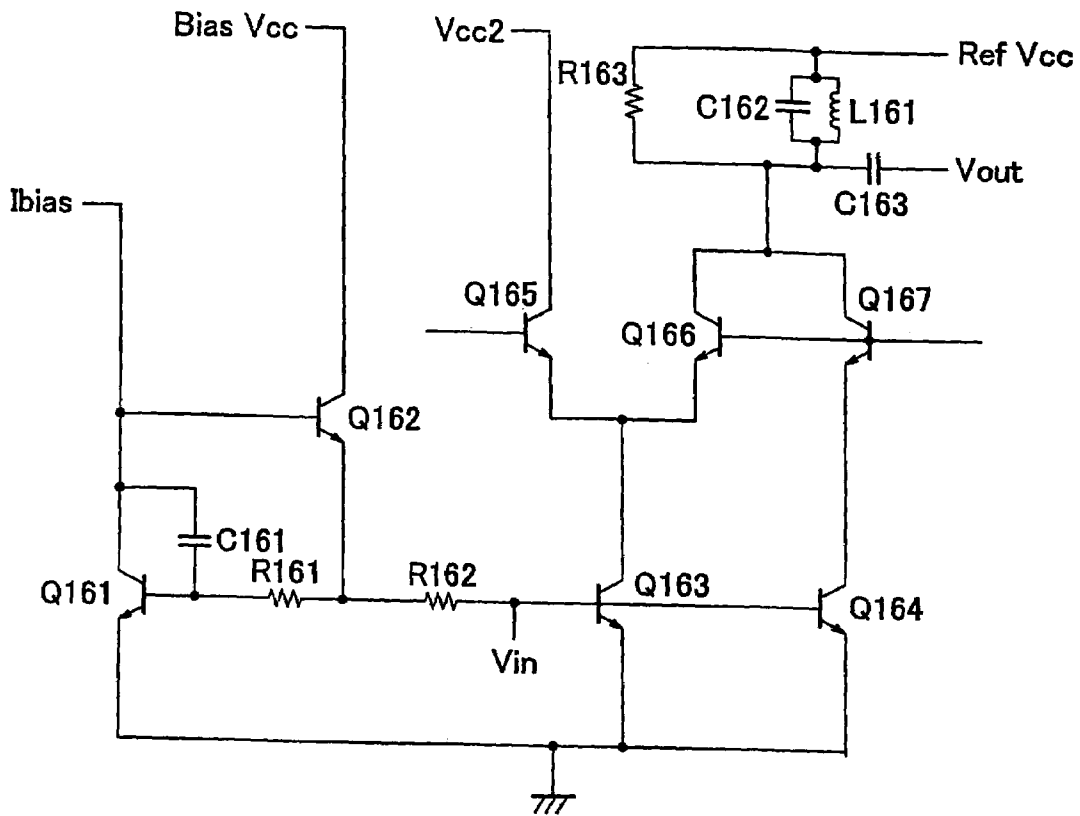 Bias Vcc
Vcc2
Ref Vcc
R163
C162
L161
Vout
C163
Ibias
Q165
Q166
Q167
Q162
C161
Q161
R161
R162
Q163
Q164
Vin